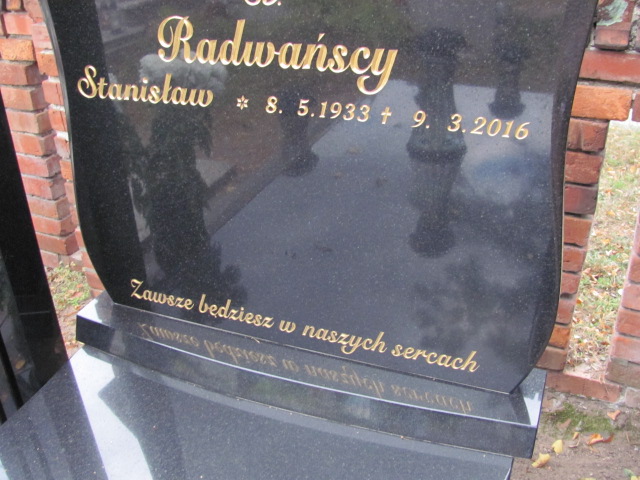 Radwańscy
Stanisław * 8. 5.1933 † 9. 3.2016
Zawsze będziesz w naszych sercach